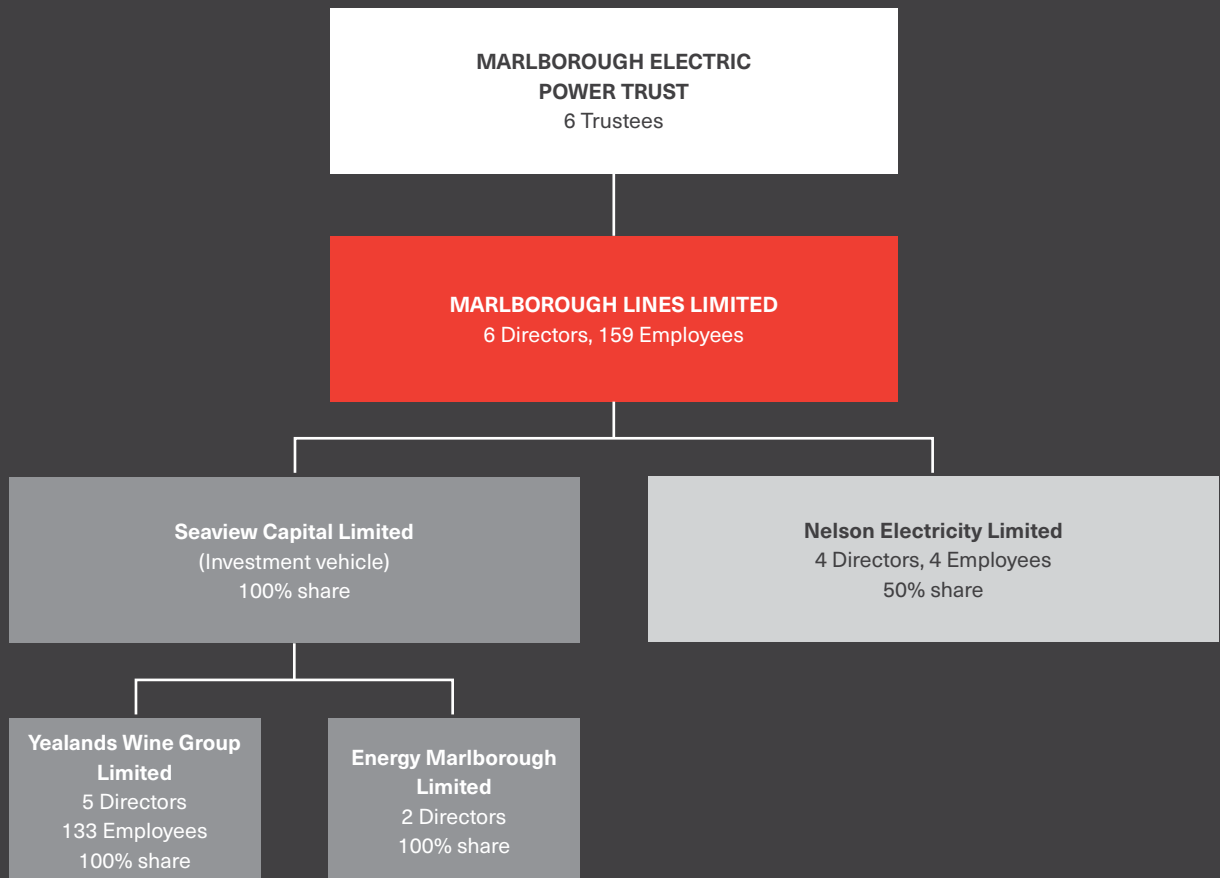 MARLBOROUGH ELECTRIC
POWER TRUST
6 Trustees
MARLBOROUGH LINES LIMITED
6 Directors, 159 Employees
Seaview Capital Limited
(Investment vehicle)
100% share
Nelson Electricity Limited
4 Directors, 4 Employees
50% share
Yealands Wine Group
Limited
5 Directors
133 Employees
100% share
Energy Marlborough
Limited
2 Directors
100% share